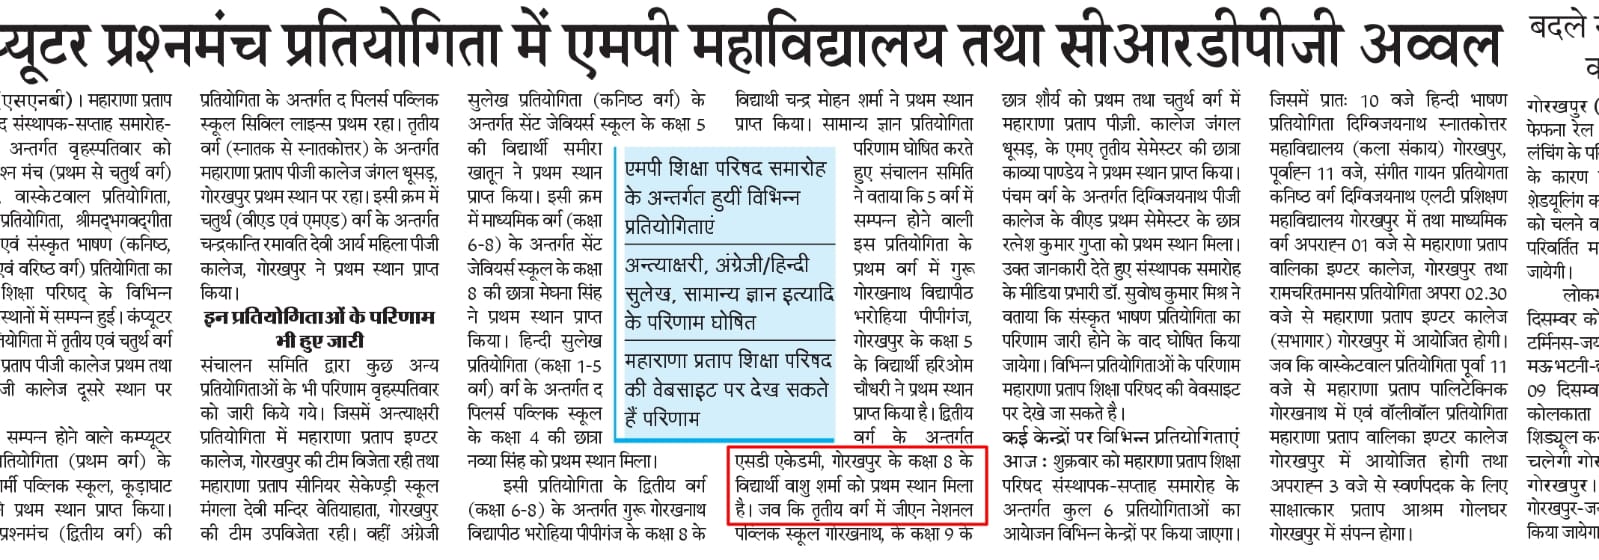 प्यूटर प्रश्नमंच प्रतियोगिता में एमपी महाविद्यालय तथा सीआरडीपीजी अव्वल
एसएनबी)। महाराणा प्रताप
द संस्थापक-सप्ताह समारोह-
अन्तर्गत वृहस्पतिवार को
श्न मंच (प्रथम से चतुर्थ वर्ग)
वास्केटवाल प्रतियोगिता,
प्रतियोगिता, श्रीमद्भगवद्गीता
एवं संस्कृत भाषण (कनिष्ठ,
एवं वरिष्ठ वर्ग) प्रतियोगिता का
शिक्षा परिषद् के विभिन्न
स्थानों में सम्पन्न हुई। कंप्यूटर
योगिता में तृतीय एवं चतुर्थ वर्ग
प्रताप पीजी कालेज प्रथम तथा
जी कालेज दूसरे स्थान पर
सम्पन्न होने वाले कम्प्यूटर
तियोगिता (प्रथम वर्ग) के
र्मी पव्लिक स्कूल, कूड़ाघाट
प्रथम स्थान प्राप्त किया।
प्रश्नमंच (द्वितीय वर्ग) की
प्रतियोगिता के अन्तर्गत द पिलर्स पव्लिक
स्कूल सिविल लाइन्स प्रथम रहा। तृतीय
वर्ग (स्नातक से स्नातकोत्तर) के अन्तर्गत
महाराणा प्रताप पीजी कालेज जंगल धूसड़,
गोरखपुर प्रथम स्थान पर रहा। इसी क्रम में
चतुर्थ (वीएड एवं एमएड) वर्ग के अन्तर्गत
चन्द्रकान्ति रमावति देवी आर्य महिला पीजी
कालेज, गोरखपुर ने प्रथम स्थान प्राप्त
किया।
इन प्रतियोगिताओं के परिणाम
भी हुए जारी
संचालन समिति द्वारा कुछ अन्य
प्रतियोगिताओं के भी परिणाम वृहस्पतिवार
को जारी किये गये। जिसमें अन्त्याक्षरी
प्रतियोगिता में महाराणा प्रताप इण्टर
कालेज, गोरखपुर की टीम विजेता रही तथा
महाराणा प्रताप सीनियर सेकेण्ड्री स्कूल
मंगला देवी मन्दिर वेतियाहाता, गोरखपुर
की टीम उपविजेता रही। वहीं अंग्रेजी
सुलेख प्रतियोगिता (कनिष्ठ वर्ग) के
अन्तर्गत सेंट जेवियर्स स्कूल के कक्षा 5
की विद्यार्थी समीरा
खातून ने प्रथम स्थान
प्राप्त किया। इसी क्रम
में माध्यमिक वर्ग (कक्षा
6-8) के अन्तर्गत सेंट
जेवियर्स स्कूल के कक्षा
8 की छात्रा मेघना सिंह
ने प्रथम स्थान प्राप्त
किया। हिन्दी सुलेख
प्रतियोगिता (कक्षा 1-5
वर्ग) वर्ग के अन्तर्गत द
पिलर्स पव्लिक स्कूल
के कक्षा 4 की छात्रा
नव्या सिंह को प्रथम स्थान मिला।
इसी प्रतियोगिता के द्वितीय वर्ग
(कक्षा 6-8) के अन्तर्गत गुरू गोरखनाथ
विद्यापीठ भरोहिया पीपीगंज के कक्षा 8 के
एमपी शिक्षा परिषद समारोह
के अन्तर्गत हुयीं विभिन्न
प्रतियोगिताएं
अन्त्याक्षरी, अंग्रेजी/हिन्दी
सुलेख, सामान्य ज्ञान इत्यादि
के परिणाम घोषित
महाराणा प्रताप शिक्षा परिषद
की वेबसाइट पर देख सकते
हैं परिणाम
विद्यार्थी चन्द्र मोहन शर्मा ने प्रथम स्थान
प्राप्त किया। सामान्य ज्ञान प्रतियोगिता
परिणाम घोषित करते
हुए संचालन समिति
ने वताया कि 5 वर्ग में
सम्पन्न होने वाली
इस प्रतियोगिता के
प्रथम वर्ग में गुरू
गोरखनाथ विद्यापीठ
भरोहिया पीपीगंज,
गोरखपुर के कक्षा 5
के विद्यार्थी हरिओम
चौधरी ने प्रथम स्थान
प्राप्त किया है। द्वितीय
वर्ग के अन्तर्गत
एसडी एकेडमी, गोरखपुर के कक्षा 8 के
विद्यार्थी वाशु शर्मा को प्रथम स्थान मिला
है। जव कि तृतीय वर्ग में जीएन नेशनल
पव्लिक स्कूल गोरखनाथ, के कक्षा 9 के
छात्र शौर्य को प्रथम तथा चतुर्थ वर्ग में
महाराणा प्रताप पीज़ी. कालेज जंगल
धूसड़, के एमए तृतीय सेमेस्टर की छात्रा
काव्या पाण्डेय ने प्रथम स्थान प्राप्त किया।
पंचम वर्ग के अन्तर्गत दिग्विजयनाथ पीजी
कालेज के वीएड प्रथम सेमेस्टर के छात्र
रत्नेश कुमार गुप्ता को प्रथम स्थान मिला।
उक्त जानकारी देते हुए संस्थापक समारोह
के मीडिया प्रभारी डॉ. सुवोध कुमार मिश्र ने
वताया कि संस्कृत भाषण प्रतियोगिता का
परिणाम जारी होने के वाद घोषित किया
जायेगा। विभिन्न प्रतियोगिताओं के परिणाम
महाराणा प्रताप शिक्षा परिषद की वेवसाइट
पर देखे जा सकते है।
कई केन्द्रों पर विभिन्न प्रतियोगिताएं
आज : शुक्रवार को महाराणा प्रताप शिक्षा
परिषद संस्थापक-सप्ताह समारोह के
अन्तर्गत कुल 6 प्रतियोगिताओं का
आयोजन विभिन्न केन्द्रों पर किया जाएगा।
जिसमें प्रातः 10 वजे हिन्दी भाषण
प्रतियोगिता दिग्विजयनाथ स्नातकोत्तर
महाविद्यालय (कला संकाय) गोरखपुर,
पूर्वाह्न 11 वजे, संगीत गायन प्रतियोगता
कनिष्ठ वर्ग दिग्विजयनाथ एलटी प्रशिक्षण
महाविद्यालय गोरखपुर में तथा माध्यमिक
वर्ग अपराह्न 01 वजे से महाराणा प्रताप
वालिका इण्टर कालेज, गोरखपुर तथा
रामचरितमानस प्रतियोगिता अपरा 02.30
वजे से महाराणा प्रताप इण्टर कालेज
(सभागार) गोरखपुर में आयोजित होगी।
जव कि वास्केटवाल प्रतियोगिता पूर्वा 11
वजे से महाराणा प्रताप पालिटेक्निक
गोरखनाथ में एवं वॉलीवॉल प्रतियोगिता
महाराणा प्रताप वालिका इण्टर कालेज
गोरखपुर में आयोजित होगी तथा
अपराह्न 3 वजे से स्वर्णपदक के लिए
साक्षात्कार प्रताप आश्रम गोलघर
गोरखपुर में संपन्न होगा।
बदले
गोरखपुर (
फेफना रेल
लंचिंग के
के कारण
शेडयूलिंग
को चलने
परिवर्तित
जायेगी।
लोकम
दिसम्वर को
टर्मिनस-जय
मऊ भटनी-
09 दिसम्व
कोलकाता
शिड्यूल
चलेगी गोर
गोरखपुर।
गोरखपुर-
किया जायेगा